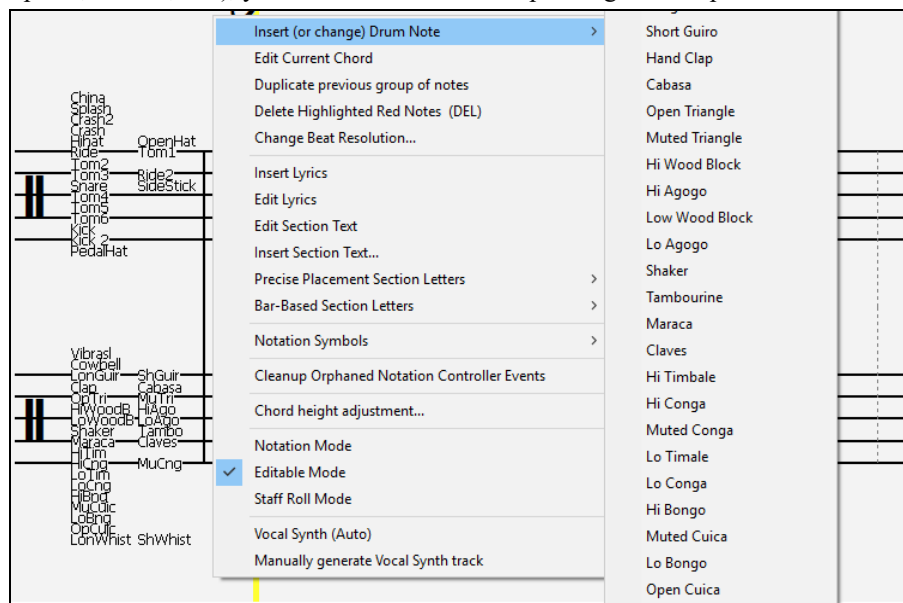 Insert (or change) Drum Note
Edit Current Chord
Duplicate previous group of notes
Delete Highlighted Red Notes (DEL)
Change Beat Resolution...
Insert Lyrics
Edit Lyrics
Edit Section Text
Insert Section Text...
Precise Placement Section Letters
Bar-Based Section Letters
Notation Symbols
Cleanup Orphaned Notation Controller Events
Chord height adjustment...
Notation Mode
Editable Mode
Staff Roll Mode
Vocal Synth (Auto)
Manually generate Vocal Synth track
Short Guiro
Hand Clap
Cabasa
Open Triangle
Muted Triangle
Hi Wood Block
Hi Agogo
Low Wood Block
Lo Agogo
Shaker
Tambourine
Maraca
Claves
Hi Timbale
Hi Conga
Muted Conga
Lo Timale
Lo Conga
Hi Bongo
Muted Cuica
Lo Bongo
Open Cuica
China
Splash
Crash2
Crash
Hihat OpenHat
Ride Tom1
Tom2
Tom3 Ride2
Snare SideStick
Tom4
Tom5
Tom6
Kick
Kick 2
PedalHat
Vibrasl
Cowbell
LonGuir ShGuir
Clap Cabasa
OpTri MuTri
HiWoodB HiAgo
LoWoodB LoAgo
Shaker Tambo
Maraca Claves
HiTim
HiCng MuCng
LoTim
LoCng
HiBng
MuCuic
LoBng
OpCuic
LonWhist ShWhist